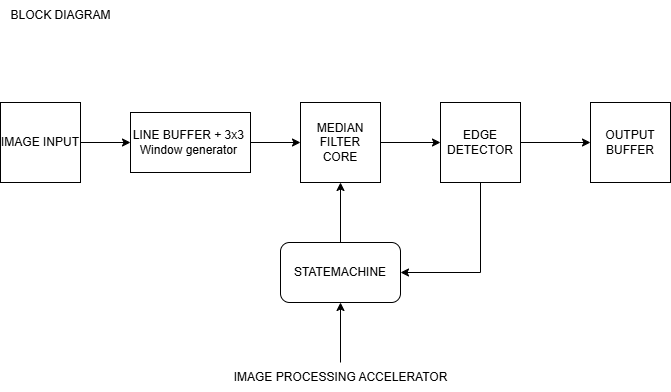 BLOCK DIAGRAM
IMAGE INPUT
LINE BUFFER + 3x3
Window generator
MEDIAN
FILTER
CORE
EDGE
DETECTOR
OUTPUT
BUFFER
STATEMACHINE
IMAGE PROCESSING ACCELERATOR